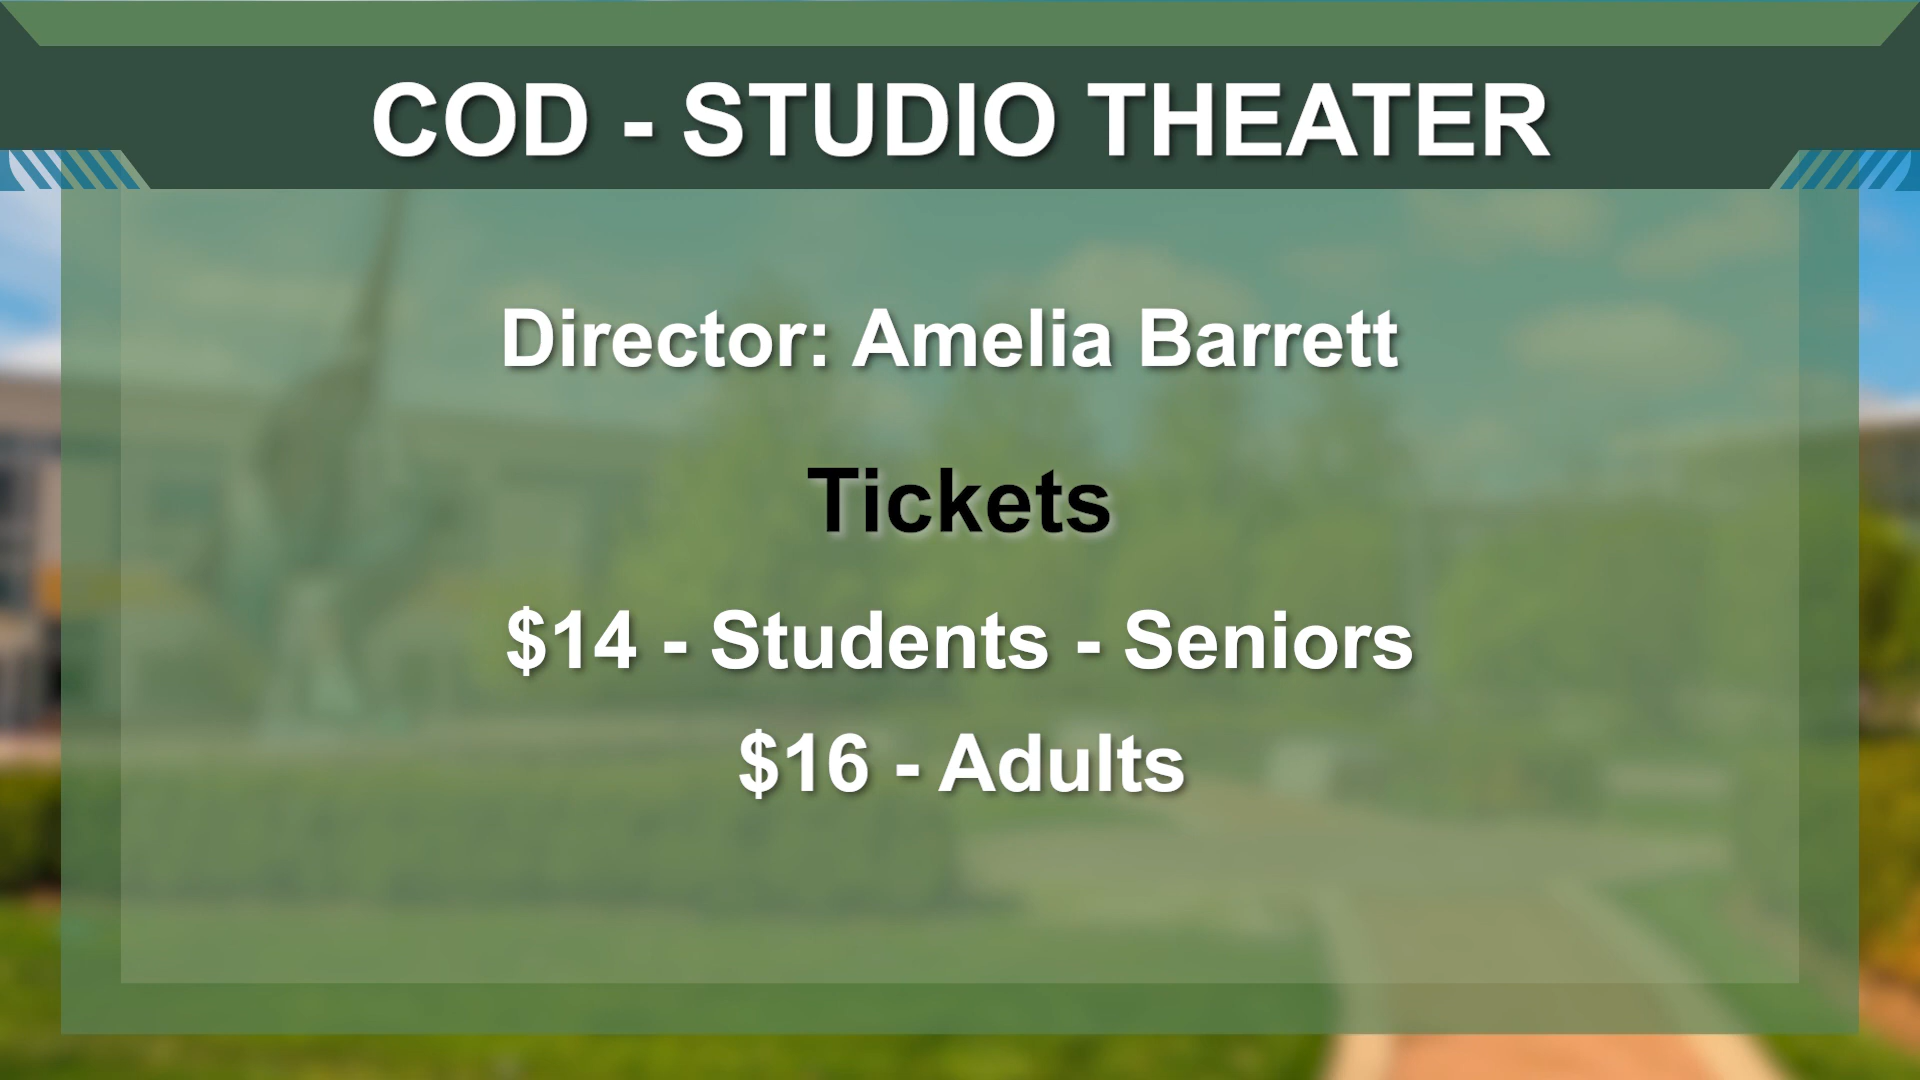 COD - STUDIO THEATER
Director: Amelia Barrett
Tickets
$14 - Students - Seniors
$16 - Adults